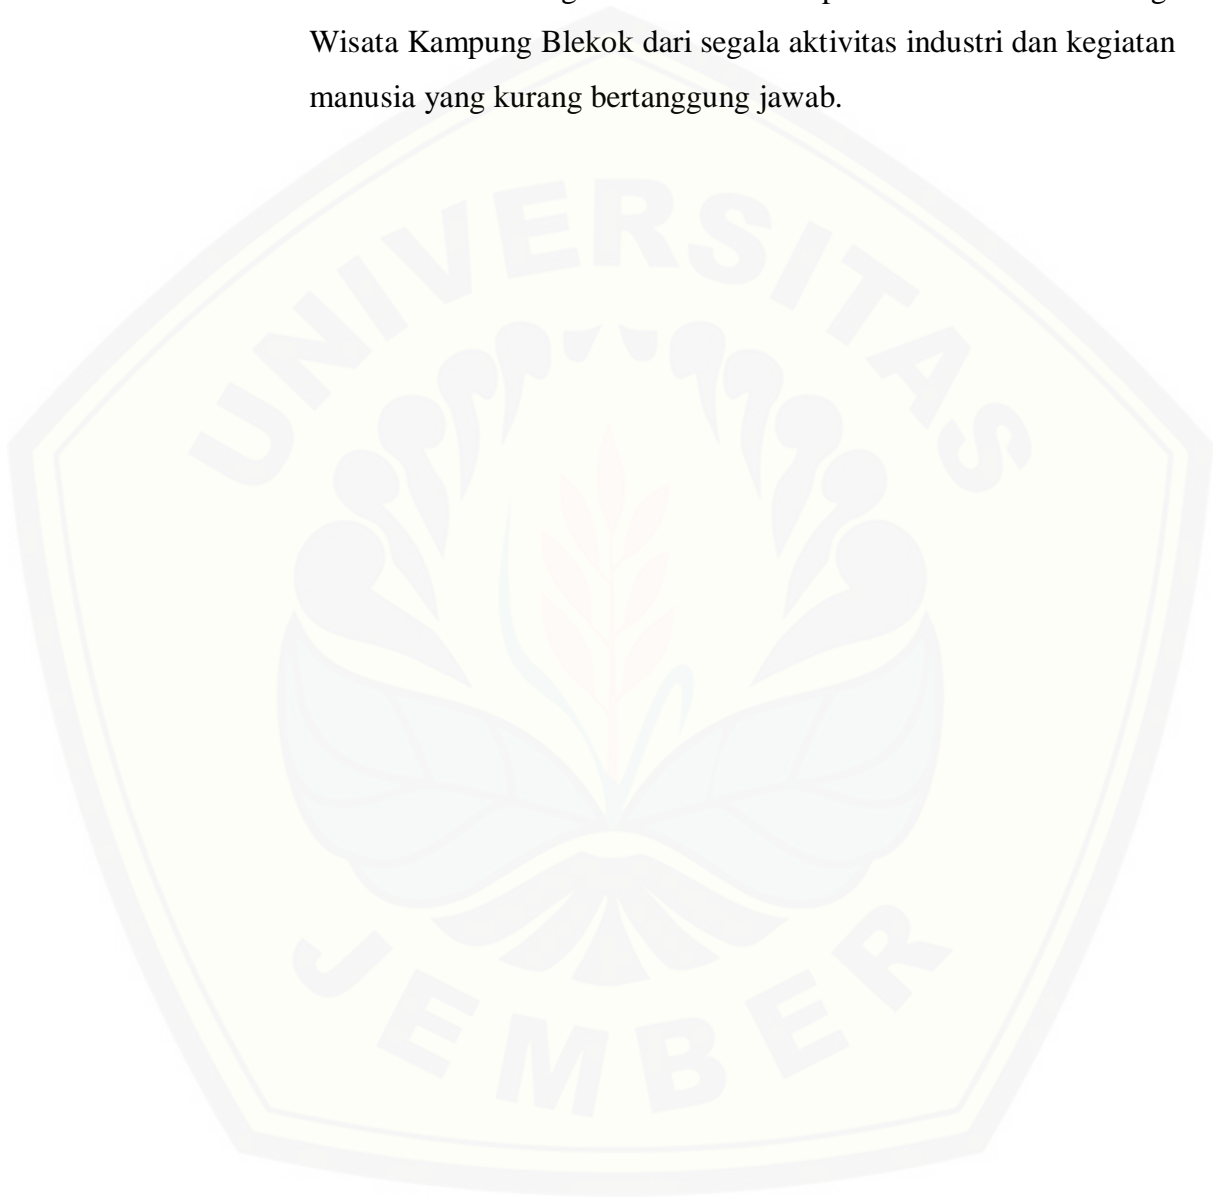 Wisata Kampung Blekok dari segala aktivitas industri dan kegiatan
manusia yang kurang bertanggung jawab.
UNIVERSITAS
JEMBER